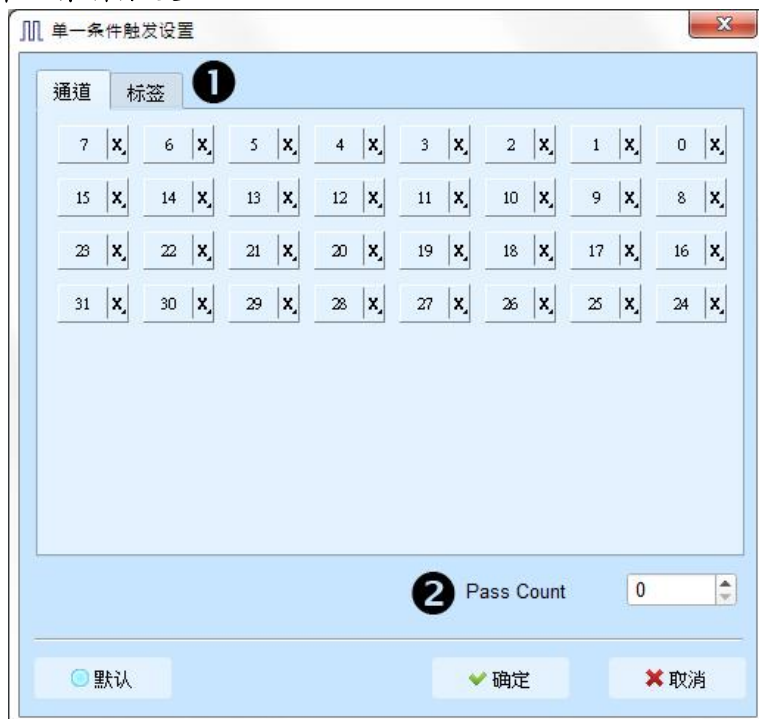 单一条件触发设置
通道 标签 ❶
7 X 6 X 5 X 4 X 3 X 2 X 1 X 0 X
15 X 14 X 13 X 12 X 11 X 10 X 9 X 8 X
23 X 22 X 21 X 20 X 19 X 18 X 17 X 16 X
31 X 30 X 29 X 28 X 27 X 26 X 25 X 24 X
❷ Pass Count 0
默认 确定 取消